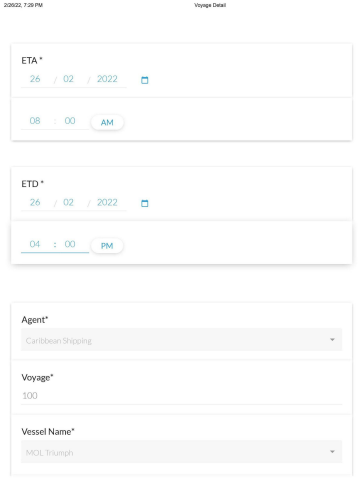 2/26/22, 7:29 PM Voyage Detail
ETA *
26 / 02 / 2022
08 : 00 AM
ETD *
26 / 02 / 2022
04 : 00 PM
Agent*
Caribbean Shipping
Voyage*
100
Vessel Name*
MOL Triumph